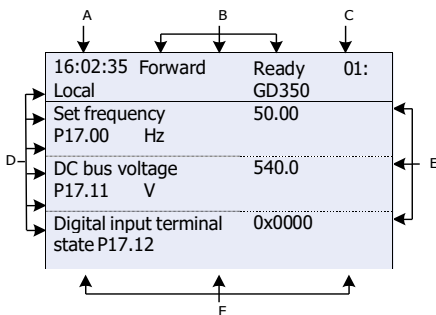 A B C
16:02:35 Forward Ready 01:
Local GD350
Set frequency 50.00
P17.00 Hz
D
DC bus voltage 540.0
E
P17.11 V
Digital input terminal 0x0000
state P17.12
F